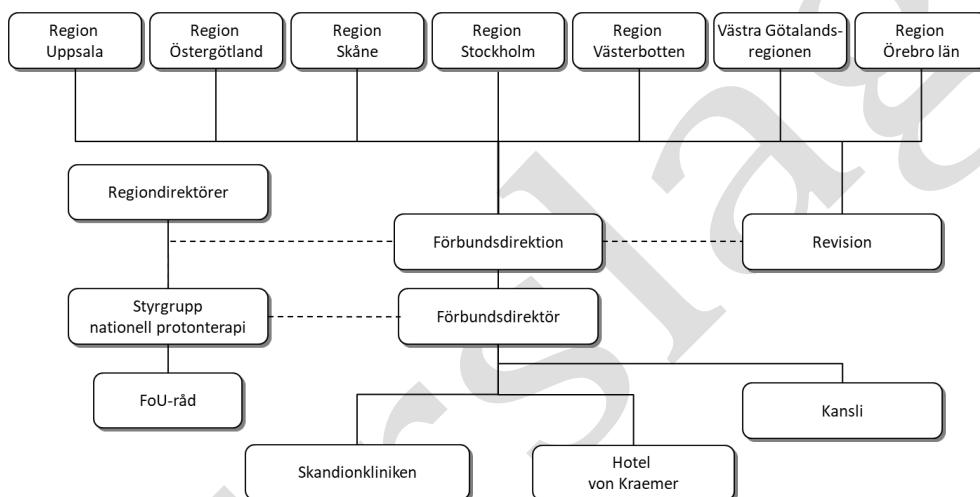 Region
Uppsala
Region
Östergötland
Region
Skåne
Region
Stockholm
Region
Västerbotten
Västra Götalands-
regionen
Region
Örebro län
Regiondirektörer
Förbundsdirektion
Revision
Styrgrupp
nationell protonterapi
Förbundsdirektör
FoU-råd
Kansli
Skandionkliniken
Hotel
von Kraemer